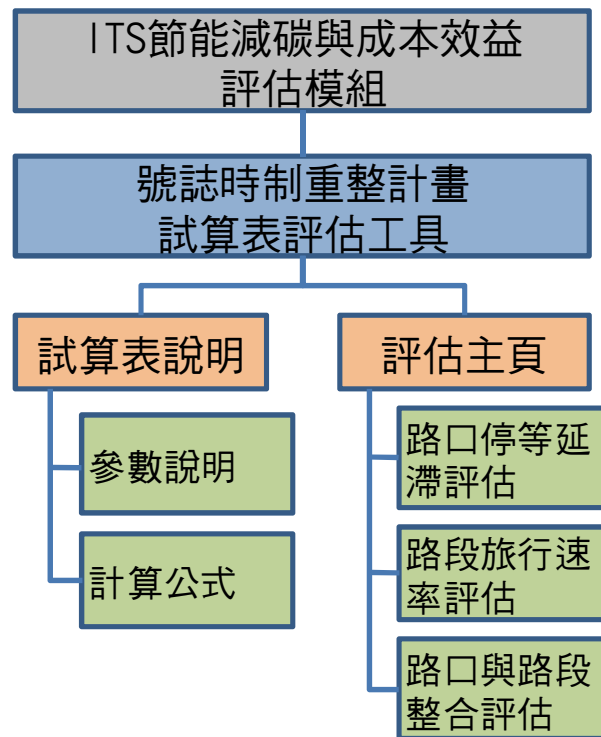 ITS節能減碳與成本效益
評估模組
號誌時制重整計畫
試算表評估工具
試算表說明
參數說明
計算公式
評估主頁
路口停等延
滯評估
路段旅行速
率評估
路口與路段
整合評估